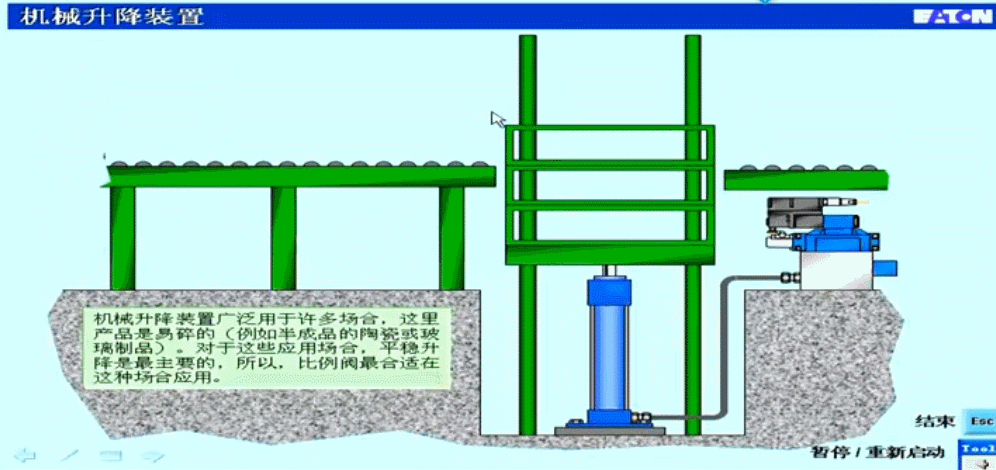 机械升降装置
EATON
机械升降装置广泛用于许多场合，这里
产品是易碎的（例如半成品的陶瓷或玻
璃制品）。对于这些应用场合，平稳升
降是最主要的，所以，比例阀最合适在
这种场合应用。
结束 Esc
暂停/重新启动 Tool